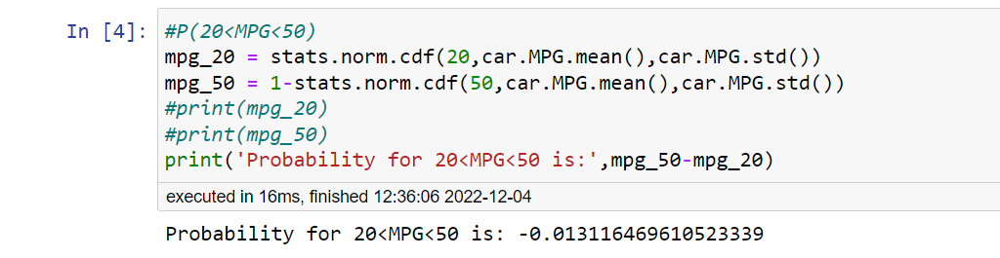 In [4]: #P(20<MPG<50)
mpg_20 = stats.norm.cdf(20,car.MPG.mean(),car.MPG.std())
mpg_50 = 1-stats.norm.cdf(50,car.MPG.mean(),car.MPG.std())
#print(mpg_20)
#print(mpg_50)
print('Probability for 20<MPG<50 is:',mpg_50-mpg_20)
executed in 16ms, finished 12:36:06 2022-12-04
Probability for 20<MPG<50 is: -0.013116469610523339